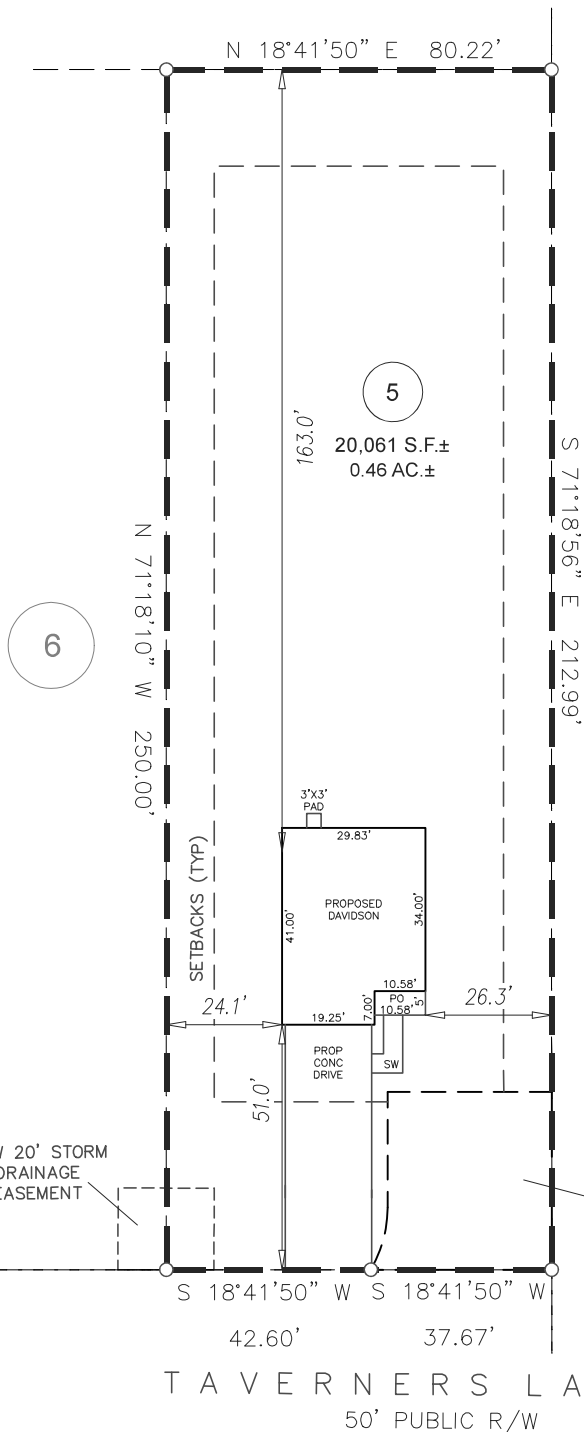 N 18°41'50" E 80.22'
5
20,061 S.F.±
0.46 AC.±
163.0'
S 71°18'56" E 212.99'
N 71°18'10" W 250.00'
6
3'X3'
PAD
29.83'
SETBACKS (TYP)
PROPOSED
DAVIDSON
41.00'
34.00'
10.58'
7.00'
PO
10.58'
5'
24.1'
26.3'
19.25'
PROP
CONC
DRIVE
SW
51.0'
20' STORM
DRAINAGE
EASEMENT
S 18°41'50" W
S 18°41'50" W
42.60'
37.67'
TAVERNERS LA
50' PUBLIC R/W